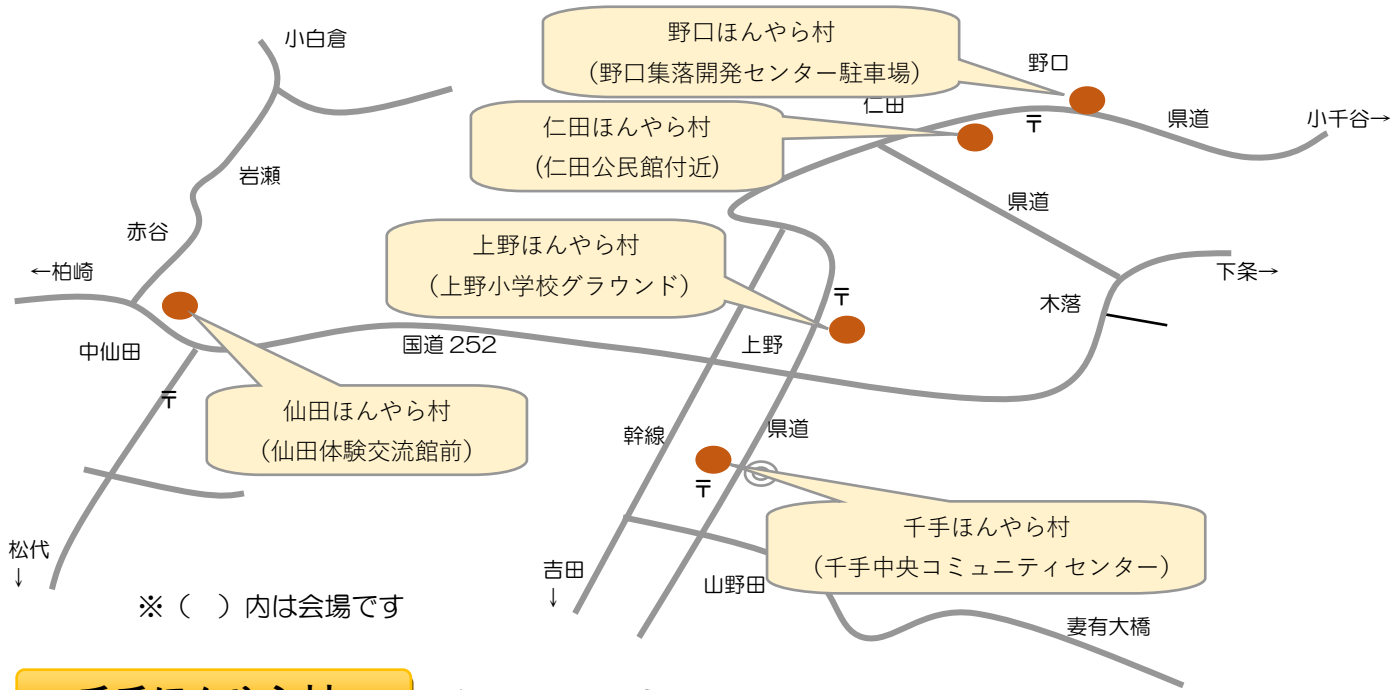 小白倉
野口ほんやら村
（野口集落開発センター駐車場）
野口
仁田
仁田ほんやら村
（仁田公民館付近）
〒
県道
小千谷→
岩瀬
県道
赤谷
上野ほんやら村
（上野小学校グラウンド）
←柏崎
下条→
〒
木落
中仙田
国道 252
上野
〒
仙田ほんやら村
（仙田体験交流館前）
幹線
県道
〒
千手ほんやら村
（千手中央コミュニティセンター）
松代
↓
吉田
↓
山野田
※（　）内は会場です
妻有大橋